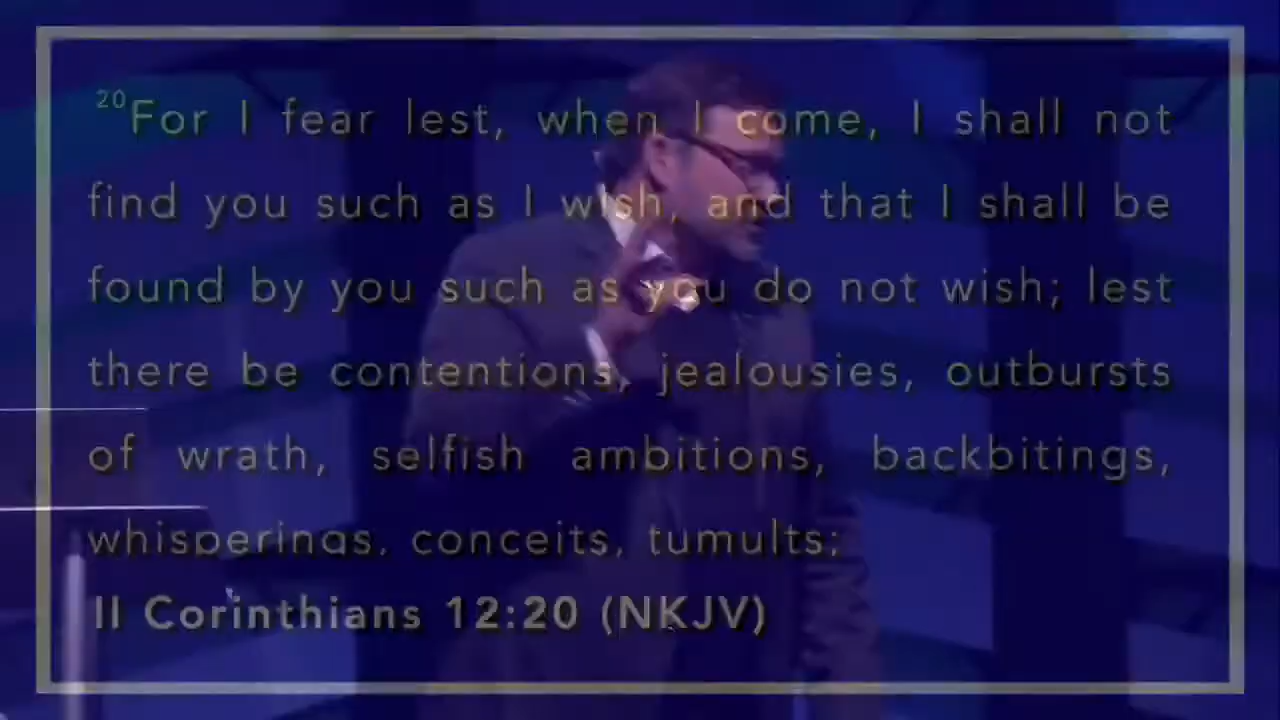 20For I fear lest, when I come, I shall not
find you such as I wish, and that I shall be
found by you such as you do not wish; lest
there be contentions, jealousies, outbursts
of wrath, selfish ambitions, backbitings,
whisperings, conceits, tumults;
II Corinthians 12:20 (NKJV)